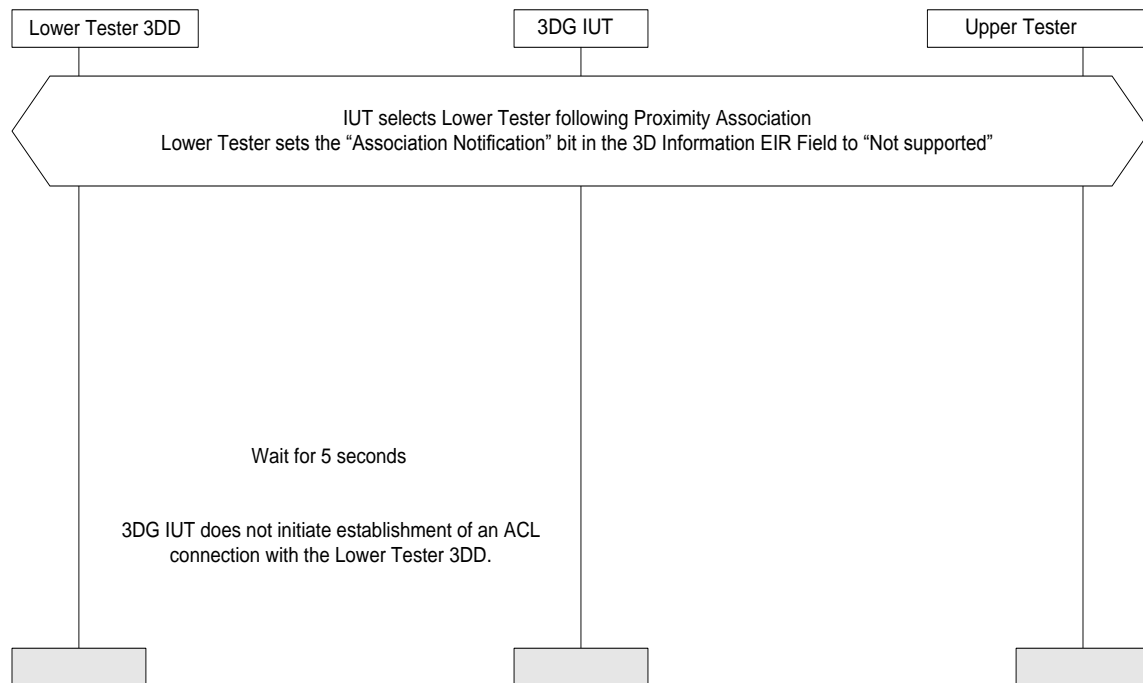 Lower Tester 3DD
3DG IUT
Upper Tester
IUT selects Lower Tester following Proximity Association
Lower Tester sets the “Association Notification” bit in the 3D Information EIR Field to “Not supported”
Wait for 5 seconds
3DG IUT does not initiate establishment of an ACL
connection with the Lower Tester 3DD.